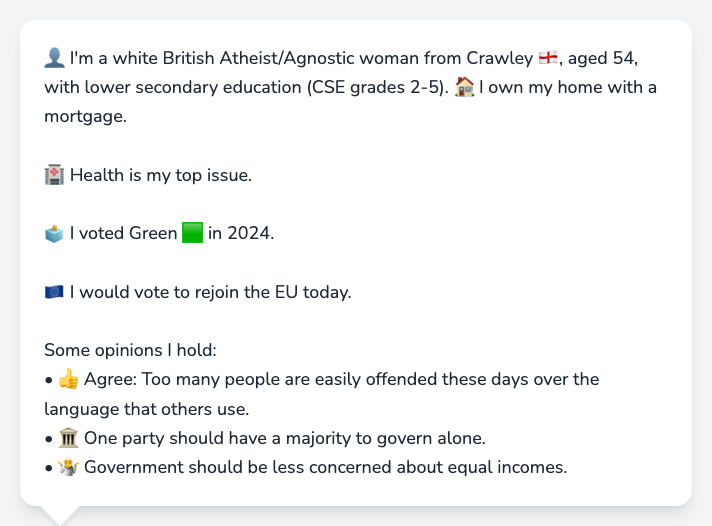 👤 I'm a white British Atheist/Agnostic woman from Crawley 🏴󠁧󠁢󠁥󠁮󠁧󠁿, aged 54,
with lower secondary education (CSE grades 2-5). 🏠 I own my home with a
mortgage.
🏥 Health is my top issue.
🗳️ I voted Green 🟩 in 2024.
🇪🇺 I would vote to rejoin the EU today.
Some opinions I hold:
• 👍 Agree: Too many people are easily offended these days over the
language that others use.
• 🏛️ One party should have a majority to govern alone.
• 🤷 Government should be less concerned about equal incomes.